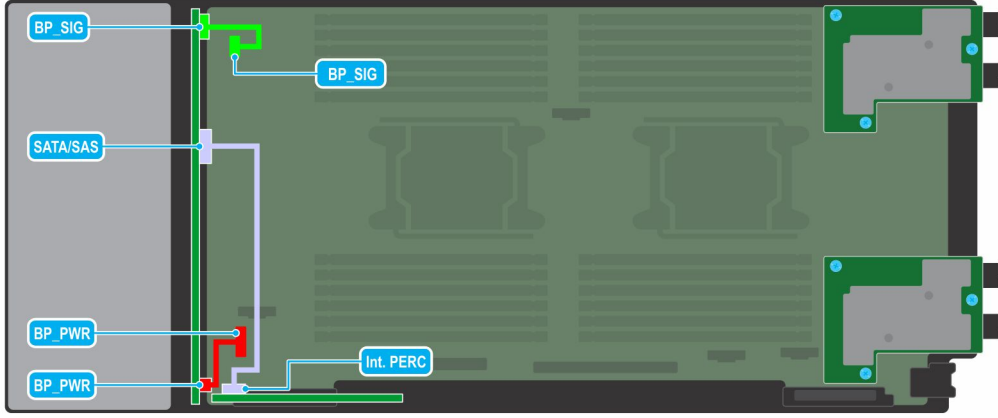 BP_SIG
BP_SIG
SATA/SAS
BP_PWR
Int. PERC
BP_PWR